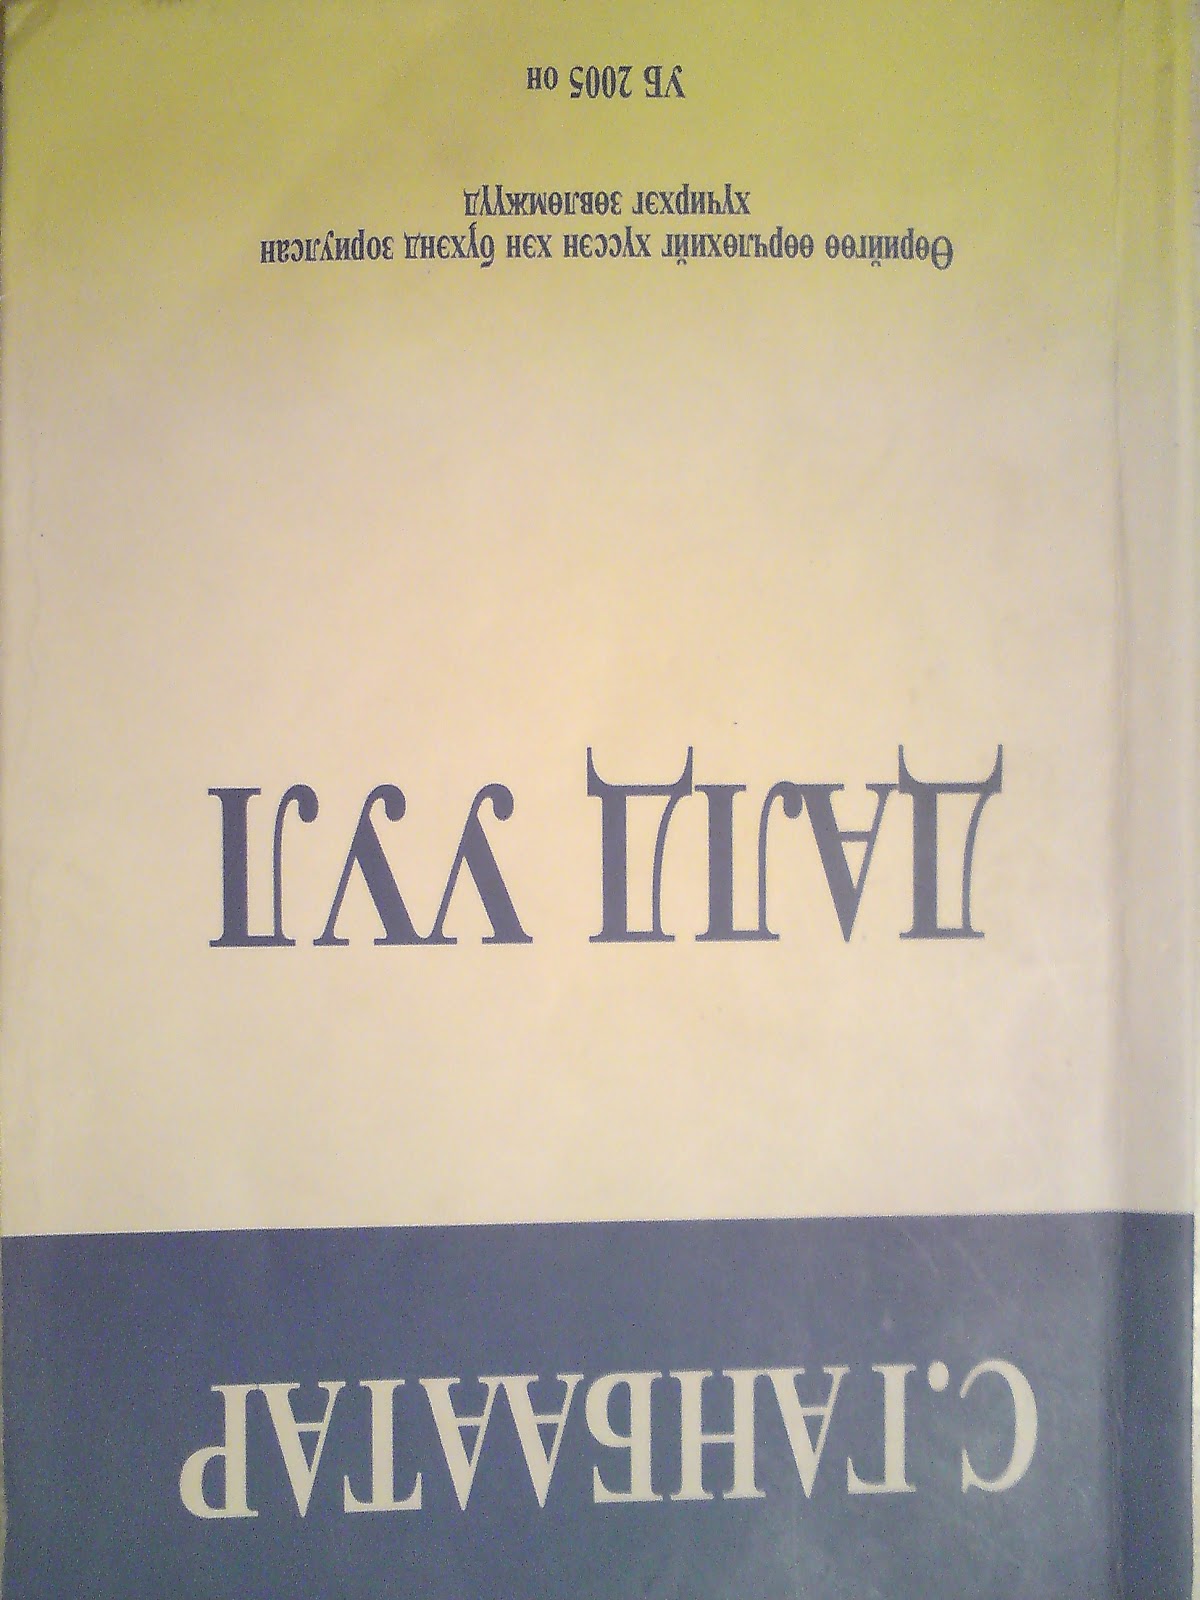 С.ГАНБААТАР
ДАЛД УУЛ
Өөрийгөө өөрчлөхийг хүссэн хэн бүхэнд зориулсан
хүчирхэг зөвлөмжүүд
УБ 2005 он